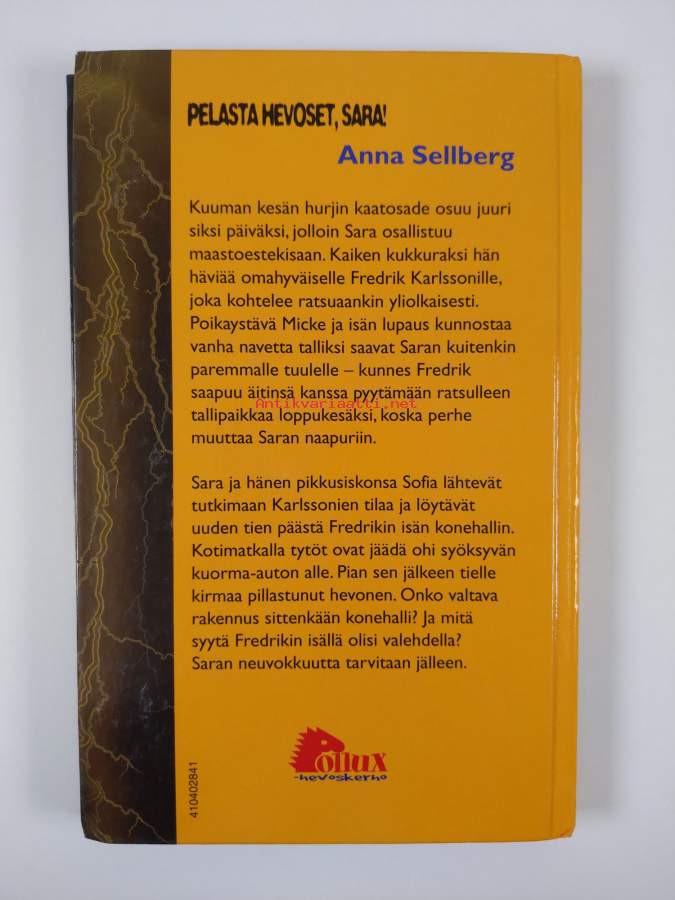 PELASTA HEVOSET, SARA!
Anna Sellberg
Kuuman kesän hurjin kaatosade osuu juuri
siksi päiväksi, jolloin Sara osallistuu
maastoestekisaan. Kaiken kukkuraksi hän
häviää omahyväiselle Fredrik Karlssonille,
joka kohtelee ratsuaankin yliolkaisesti.
Poikaystävä Micke ja isän lupaus kunnostaa
vanha navetta talliksi saavat Saran kuitenkin
paremmalle tuulelle – kunnes Fredrik
saapuu äitinsä kanssa pyytämään ratsulleen
Antikvariaatti.net
tallipaikkaa loppukesäksi, koska perhe
muuttaa Saran naapuriin.
Sara ja hänen pikkusiskonsa Sofia lähtevät
tutkimaan Karlssonien tilaa ja löytävät
uuden tien päästä Fredrikin isän konehallin.
Kotimatkalla tytöt ovat jäädä ohi syöksyvän
kuorma-auton alle. Pian sen jälkeen tielle
kirmaa pillastunut hevonen. Onko valtava
rakennus sittenkään konehalli? Ja mitä
syytä Fredrikin isällä olisi valehdella?
Saran neuvokkuutta tarvitaan jälleen.
Pollux
-hevoskerho
410402841